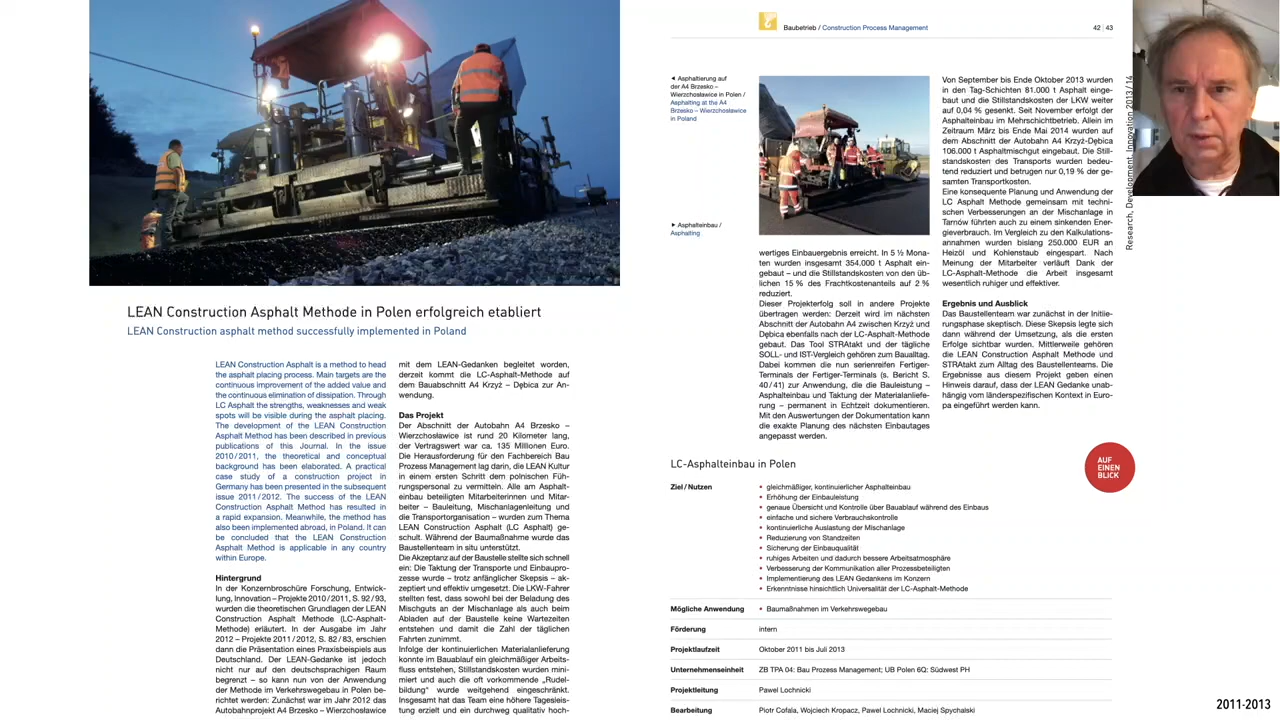 Baubetrieb / Construction Process Management
42 | 43
◄ Asphaltierung auf
der A4 Brzesko –
Wierzchosławice in Polen /
Asphalting at the A4
Brzesko – Wierzchosławice
in Poland
► Asphalteinbau /
Asphalting
Research, Development, Innovation 2013/14
LEAN Construction Asphalt Methode in Polen erfolgreich etabliert
LEAN Construction asphalt method successfully implemented in Poland
LEAN Construction Asphalt is a method to head
the asphalt placing process. Main targets are the
continuous improvement of the added value and
the continuous elimination of dissipation. Through
LC Asphalt the strengths, weaknesses and weak
spots will be visible during the asphalt placing.
The development of the LEAN Construction
Asphalt Method has been described in previous
publications of this Journal. In the issue
2010/2011, the theoretical and conceptual
background has been elaborated. A practical
case study of a construction project in
Germany has been presented in the subsequent
issue 2011/2012. The success of the LEAN
Construction Asphalt Method has resulted in
a rapid expansion. Meanwhile, the method has
also been implemented abroad, in Poland. It can
be concluded that the LEAN Construction
Asphalt Method is applicable in any country
within Europe.
Hintergrund
In der Konzernbroschüre Forschung, Entwick-
lung, innovation – Projekte 2010/2011, S. 92/93,
wurden die theoretischen Grundlagen der LEAN
Construction Asphalt Methode (LC-Asphalt-
Methode) erläutert. In der Ausgabe im Jahr
2012 – Projekte 2011/2012, S. 82/83, erschien
dann die Präsentation eines Praxisbeispiels aus
Deutschland. Der LEAN-Gedanke ist jedoch
nicht nur auf den deutschsprachigen Raum
begrenzt – so kann nun von der Anwendung
der Methode im Verkehrswegebau in Polen be-
richtet werden: Zunächst war im Jahr 2012 das
Autobahnprojekt A4 Brzesko – Wierzchosławice
mit dem LEAN-Gedanken begleitet worden,
derzeit kommt die LC-Asphalt-Methode auf
dem Bauabschnitt A4 Krzyż – Dębica zur An-
wendung.
Das Projekt
Der Abschnitt der Autobahn A4 Brzesko –
Wierzchosławice ist rund 20 Kilometer lang,
der Vertragswert war ca. 135 Millionen Euro.
Die Herausforderung für den Fachbereich Bau
Prozess Management lag darin, die LEAN Kultur
in einem ersten Schritt dem polnischen Füh-
rungspersonal zu vermitteln. Alle am Asphalt-
einbau beteiligten Mitarbeiterinnen und Mitar-
beiter – Bauleitung, Mischanlagenleitung und
die Transportorganisation – wurden zum Thema
LEAN Construction Asphalt (LC Asphalt) ge-
schult. Während der Baumaßnahme wurde das
Baustellenteam in situ unterstützt.
Die Akzeptanz auf der Baustelle stellte sich schnell
ein: Die Taktung der Transporte und Einbaupro-
zesse wurde – trotz anfänglicher Skepsis – ak-
zeptiert und effektiv umgesetzt. Die LKW-Fahrer
stellten fest, dass sowohl bei der Beladung des
Mischguts an der Mischanlage als auch beim
Abladen auf der Baustelle keine Wartezeiten
entstehen und damit die Zahl der täglichen
Fahrten zunimmt.
Infolge der kontinuierlichen Materialanlieferung
konnte im Bauablauf ein gleichmäßiger Arbeits-
fluss entstehen, Stillstandskosten wurden mini-
miert und auch die oft vorkommende „Rudel-
bildung“ wurde weitgehend eingeschränkt.
Insgesamt hat das Team eine höhere Tagesleis-
tung erzielt und ein durchweg qualitativ hoch-
wertiges Einbauergebnis erreicht. In 5 ½ Mona-
ten wurden insgesamt 354.000 t Asphalt ein-
gebaut – und die Stillstandskosten von den üb-
lichen 15 % des Frachtkostenanteils auf 2 %
reduziert.
Dieser Projekterfolg soll in andere Projekte
übertragen werden: Derzeit wird im nächsten
Abschnitt der Autobahn A4 zwischen Krzyż und
Dębica ebenfalls nach der LC-Asphalt-Methode
gebaut. Das Tool STRAtakt und der tägliche
SOLL- und IST-Vergleich gehören zum Baualltag.
Dabei kommen die nun serienreifen Fertiger-
Terminals der Fertiger-Terminals (s. Bericht S.
40/41) zur Anwendung, die die Bauleistung –
Asphalteinbau und Taktung der Materialanliefe-
rung – permanent in Echtzeit dokumentieren.
Mit den Auswertungen der Dokumentation kann
die exakte Planung des nächsten Einbautages
angepasst werden.
Von September bis Ende Oktober 2013 wurden
in den Tag-Schichten 81.000 t Asphalt einge-
baut und die Stillstandskosten der LKW weiter
auf 0,04 % gesenkt. Seit November erfolgt der
Asphalteinbau im Mehrschichtbetrieb. Allein im
Zeitraum März bis Ende Mai 2014 wurden auf
dem Abschnitt der Autobahn A4 Krzyż-Dębica
106.000 t Asphaltmischgut eingebaut. Die Still-
standskosten des Transports wurden bedeu-
tend reduziert und betrugen nur 0,19 % der ge-
samten Transportkosten.
Eine konsequente Planung und Anwendung der
LC Asphalt Methode gemeinsam mit techni-
schen Verbesserungen an der Mischanlage in
Tarnów führten auch zu einem sinkenden Ener-
gieverbrauch. Im Vergleich zu den Kalkulations-
annahmen wurden bislang 250.000 EUR an
Heizöl und Kohlenstaub eingespart. Nach
Meinung der Mitarbeiter verläuft Dank der
LC-Asphalt-Methode die Arbeit insgesamt
wesentlich ruhiger und effektiver.
Ergebnis und Ausblick
Das Baustellenteam war zunächst in der Initiie-
rungsphase skeptisch. Diese Skepsis legte sich
dann während der Umsetzung, als die ersten
Erfolge sichtbar wurden. Mittlerweile gehören
die LEAN Construction Asphalt Methode und
STRAtakt zum Alltag des Baustellenteams. Die
Ergebnisse aus diesem Projekt geben einen
Hinweis darauf, dass der LEAN Gedanke unab-
hängig vom länderspezifischen Kontext in Euro-
pa eingeführt werden kann.
AUF
EINEN
BLICK
LC-Asphalteinbau in Polen
Ziel / Nutzen
• gleichmäßiger, kontinuierlicher Asphalteinbau
• Erhöhung der Einbauleistung
• genaue Übersicht und Kontrolle über Bauablauf während des Einbaus
• einfache und sichere Verbrauchskontrolle
• kontinuierliche Auslastung der Mischanlage
• Reduzierung von Standzeiten
• Sicherung der Einbauqualität
• ruhiges Arbeiten und dadurch bessere Arbeitsatmosphäre
• Verbesserung der Kommunikation aller Prozessbeteiligten
• Implementierung des LEAN Gedankens im Konzern
• Erkenntnisse hinsichtlich Universalität der LC-Asphalt-Methode
Mögliche Anwendung • Baumaßnahmen im Verkehrswegebau
Förderung intern
Projektlaufzeit Oktober 2011 bis Juli 2013
Unternehmenseinheit ZB TPA 04: Bau Prozess Management; UB Polen 6Q: Südwest PH
Projektleitung Pawel Lochnicki
Bearbeitung Piotr Cofala, Wojciech Kropacz, Pawel Lochnicki, Maciej Spychalski
2011-2013